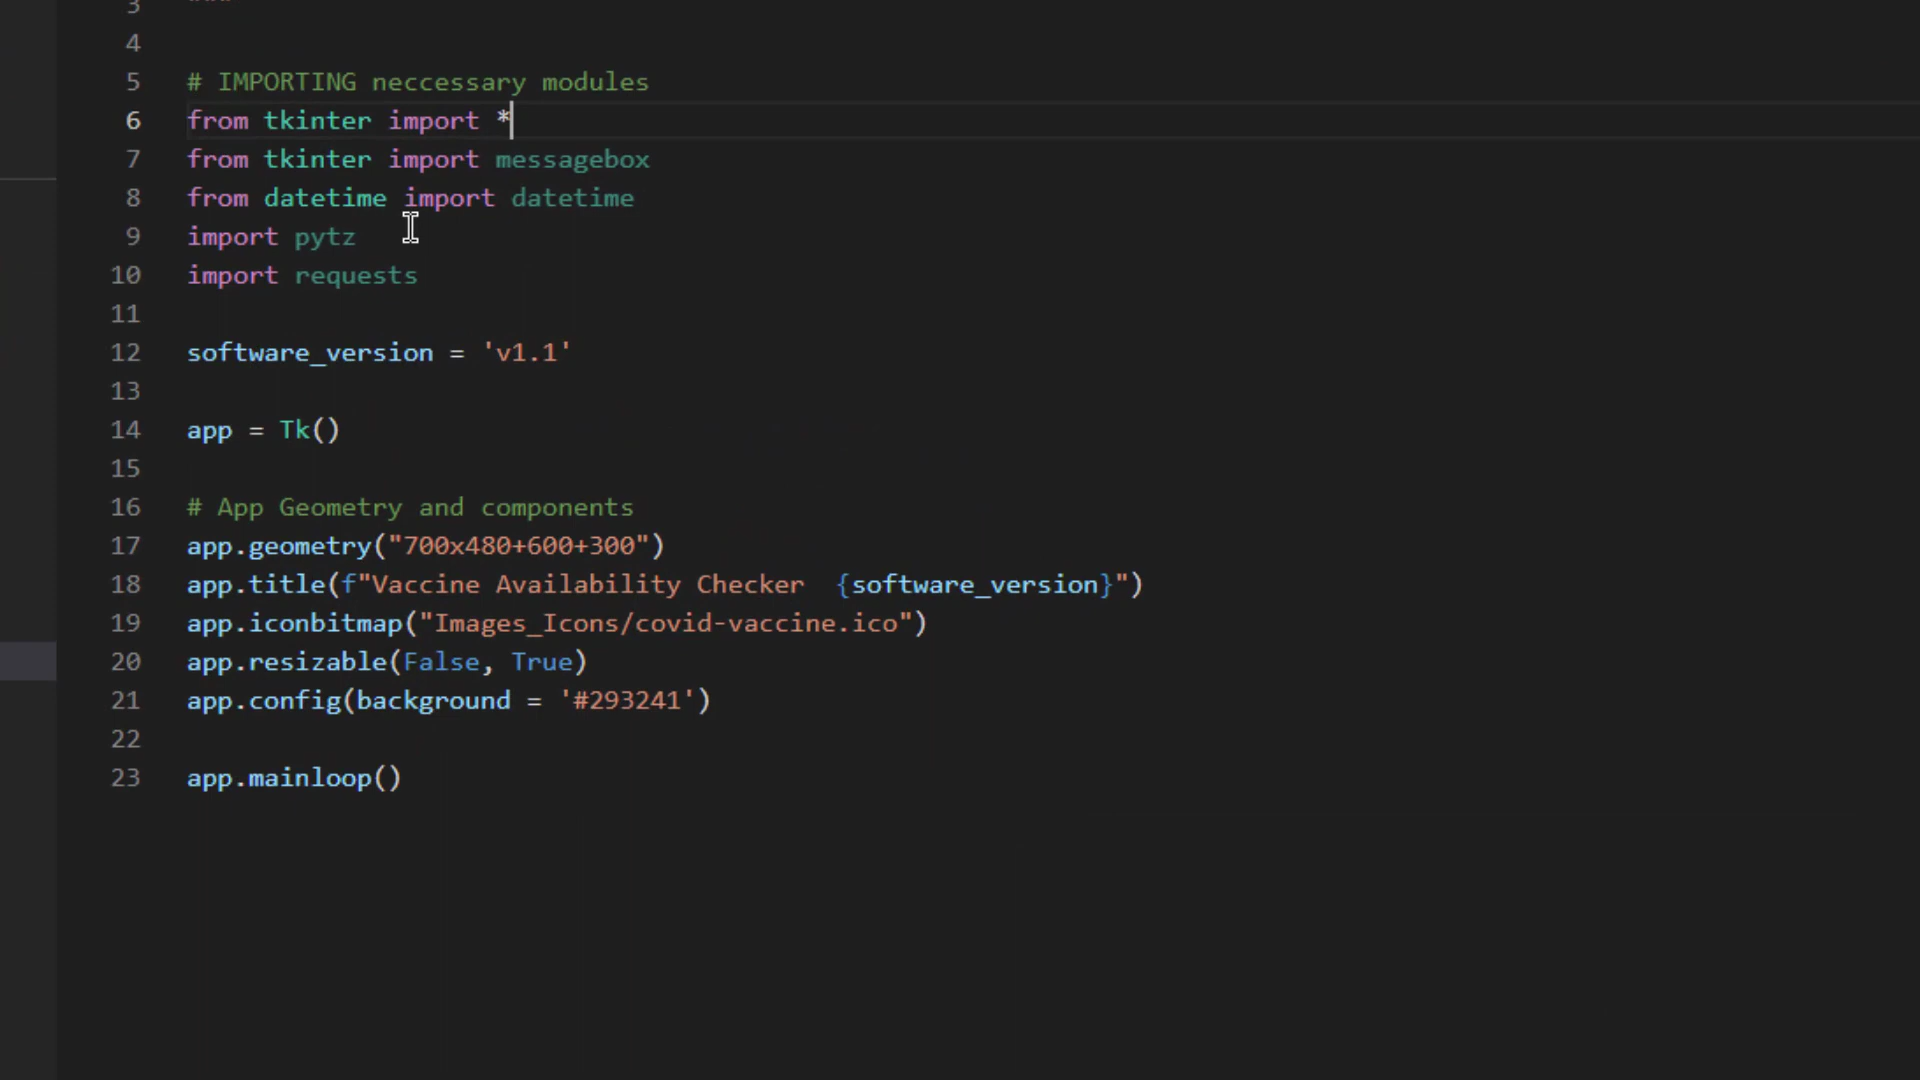 3 """
4
5 # IMPORTING neccessary modules
6 from tkinter import *
7 from tkinter import messagebox
8 from datetime import datetime
9 import pytz
10 import requests
11
12 software_version = 'v1.1'
13
14 app = Tk()
15
16 # App Geometry and components
17 app.geometry("700x480+600+300")
18 app.title(f"Vaccine Availability Checker  {software_version}")
19 app.iconbitmap("Images_Icons/covid-vaccine.ico")
20 app.resizable(False, True)
21 app.config(background = '#293241')
22
23 app.mainloop()